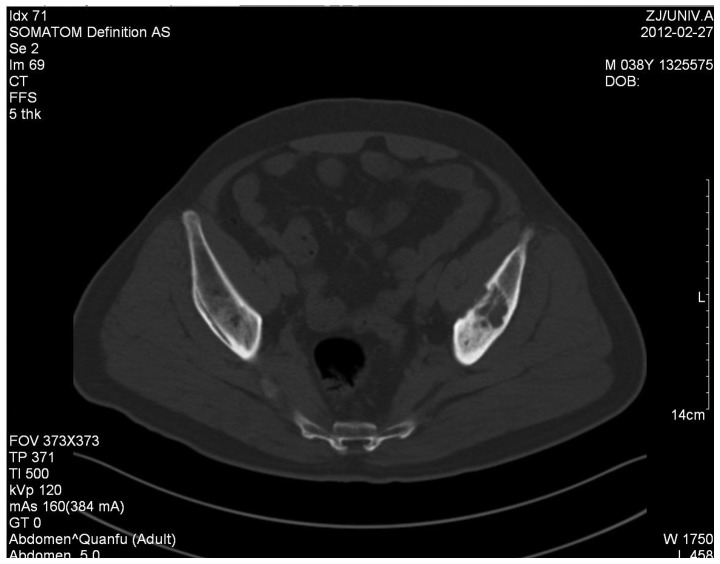 Idx 71
SOMATOM Definition AS
Se 2
Im 69
CT
FFS
5 thk
ZJ/UNIV.A
2012-02-27
M 038Y 1325575
DOB:
L
14cm
FOV 373X373
TP 371
TI 500
kVp 120
mAs 160(384 mA)
GT 0
Abdomen^Quanfu (Adult)
Abdomen 5.0
W 1750
L 458